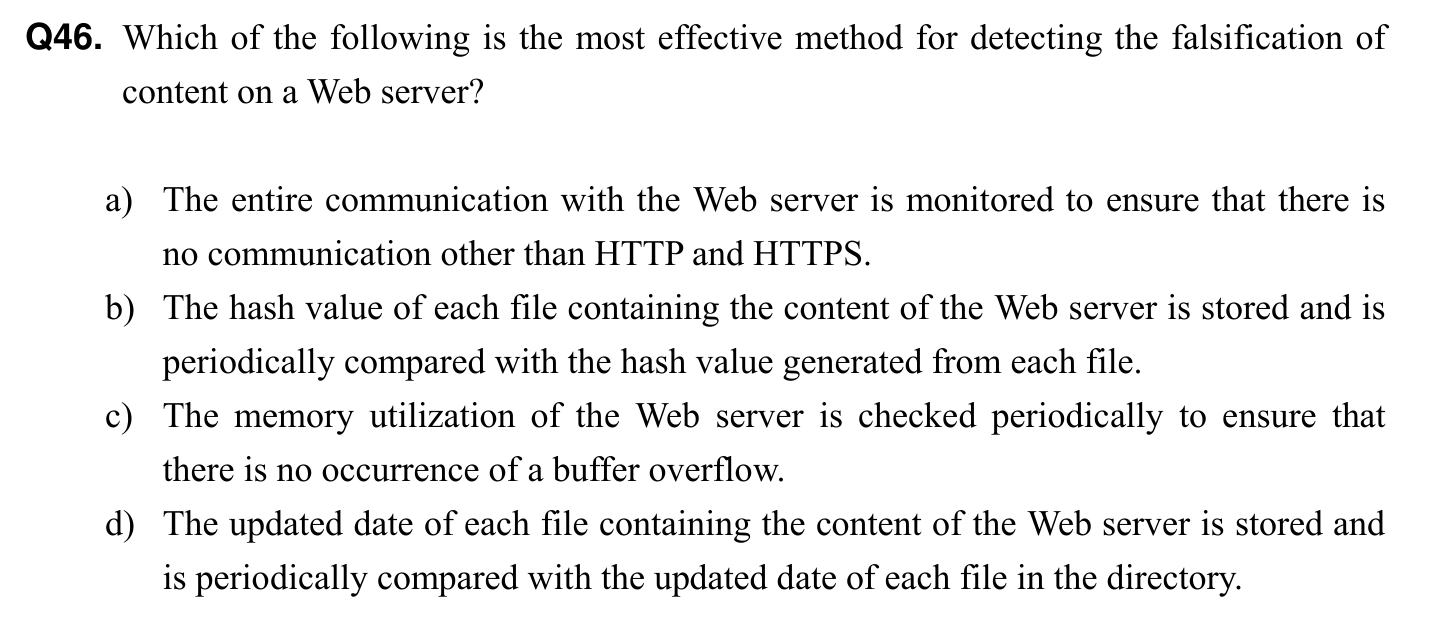 Q46. Which of the following is the most effective method for detecting the falsification of
content on a Web server?
a) The entire communication with the Web server is monitored to ensure that there is
no communication other than HTTP and HTTPS.
b) The hash value of each file containing the content of the Web server is stored and is
periodically compared with the hash value generated from each file.
c) The memory utilization of the Web server is checked periodically to ensure that
there is no occurrence of a buffer overflow.
d) The updated date of each file containing the content of the Web server is stored and
is periodically compared with the updated date of each file in the directory.